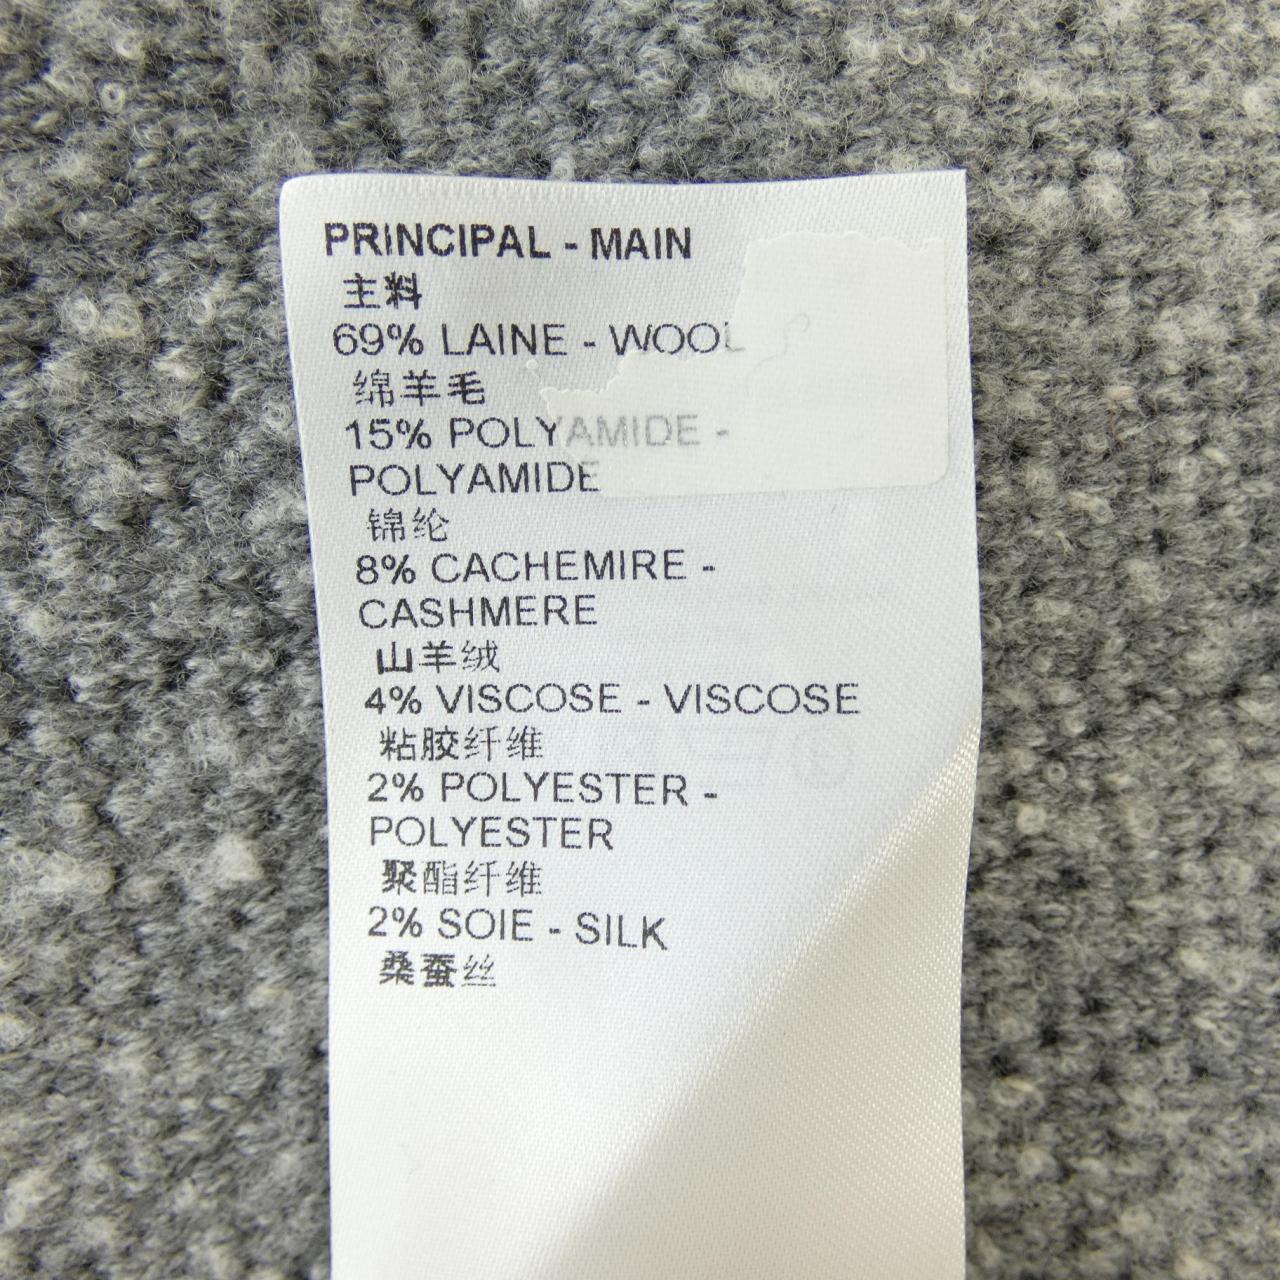 PRINCIPAL - MAIN
主料
69% LAINE - WOOL
绵羊毛
15% POLYAMIDE -
POLYAMIDE
锦纶
8% CACHEMIRE -
CASHMERE
山羊绒
4% VISCOSE - VISCOSE
粘胶纤维
2% POLYESTER -
POLYESTER
聚酯纤维
2% SOIE - SILK
桑蚕丝